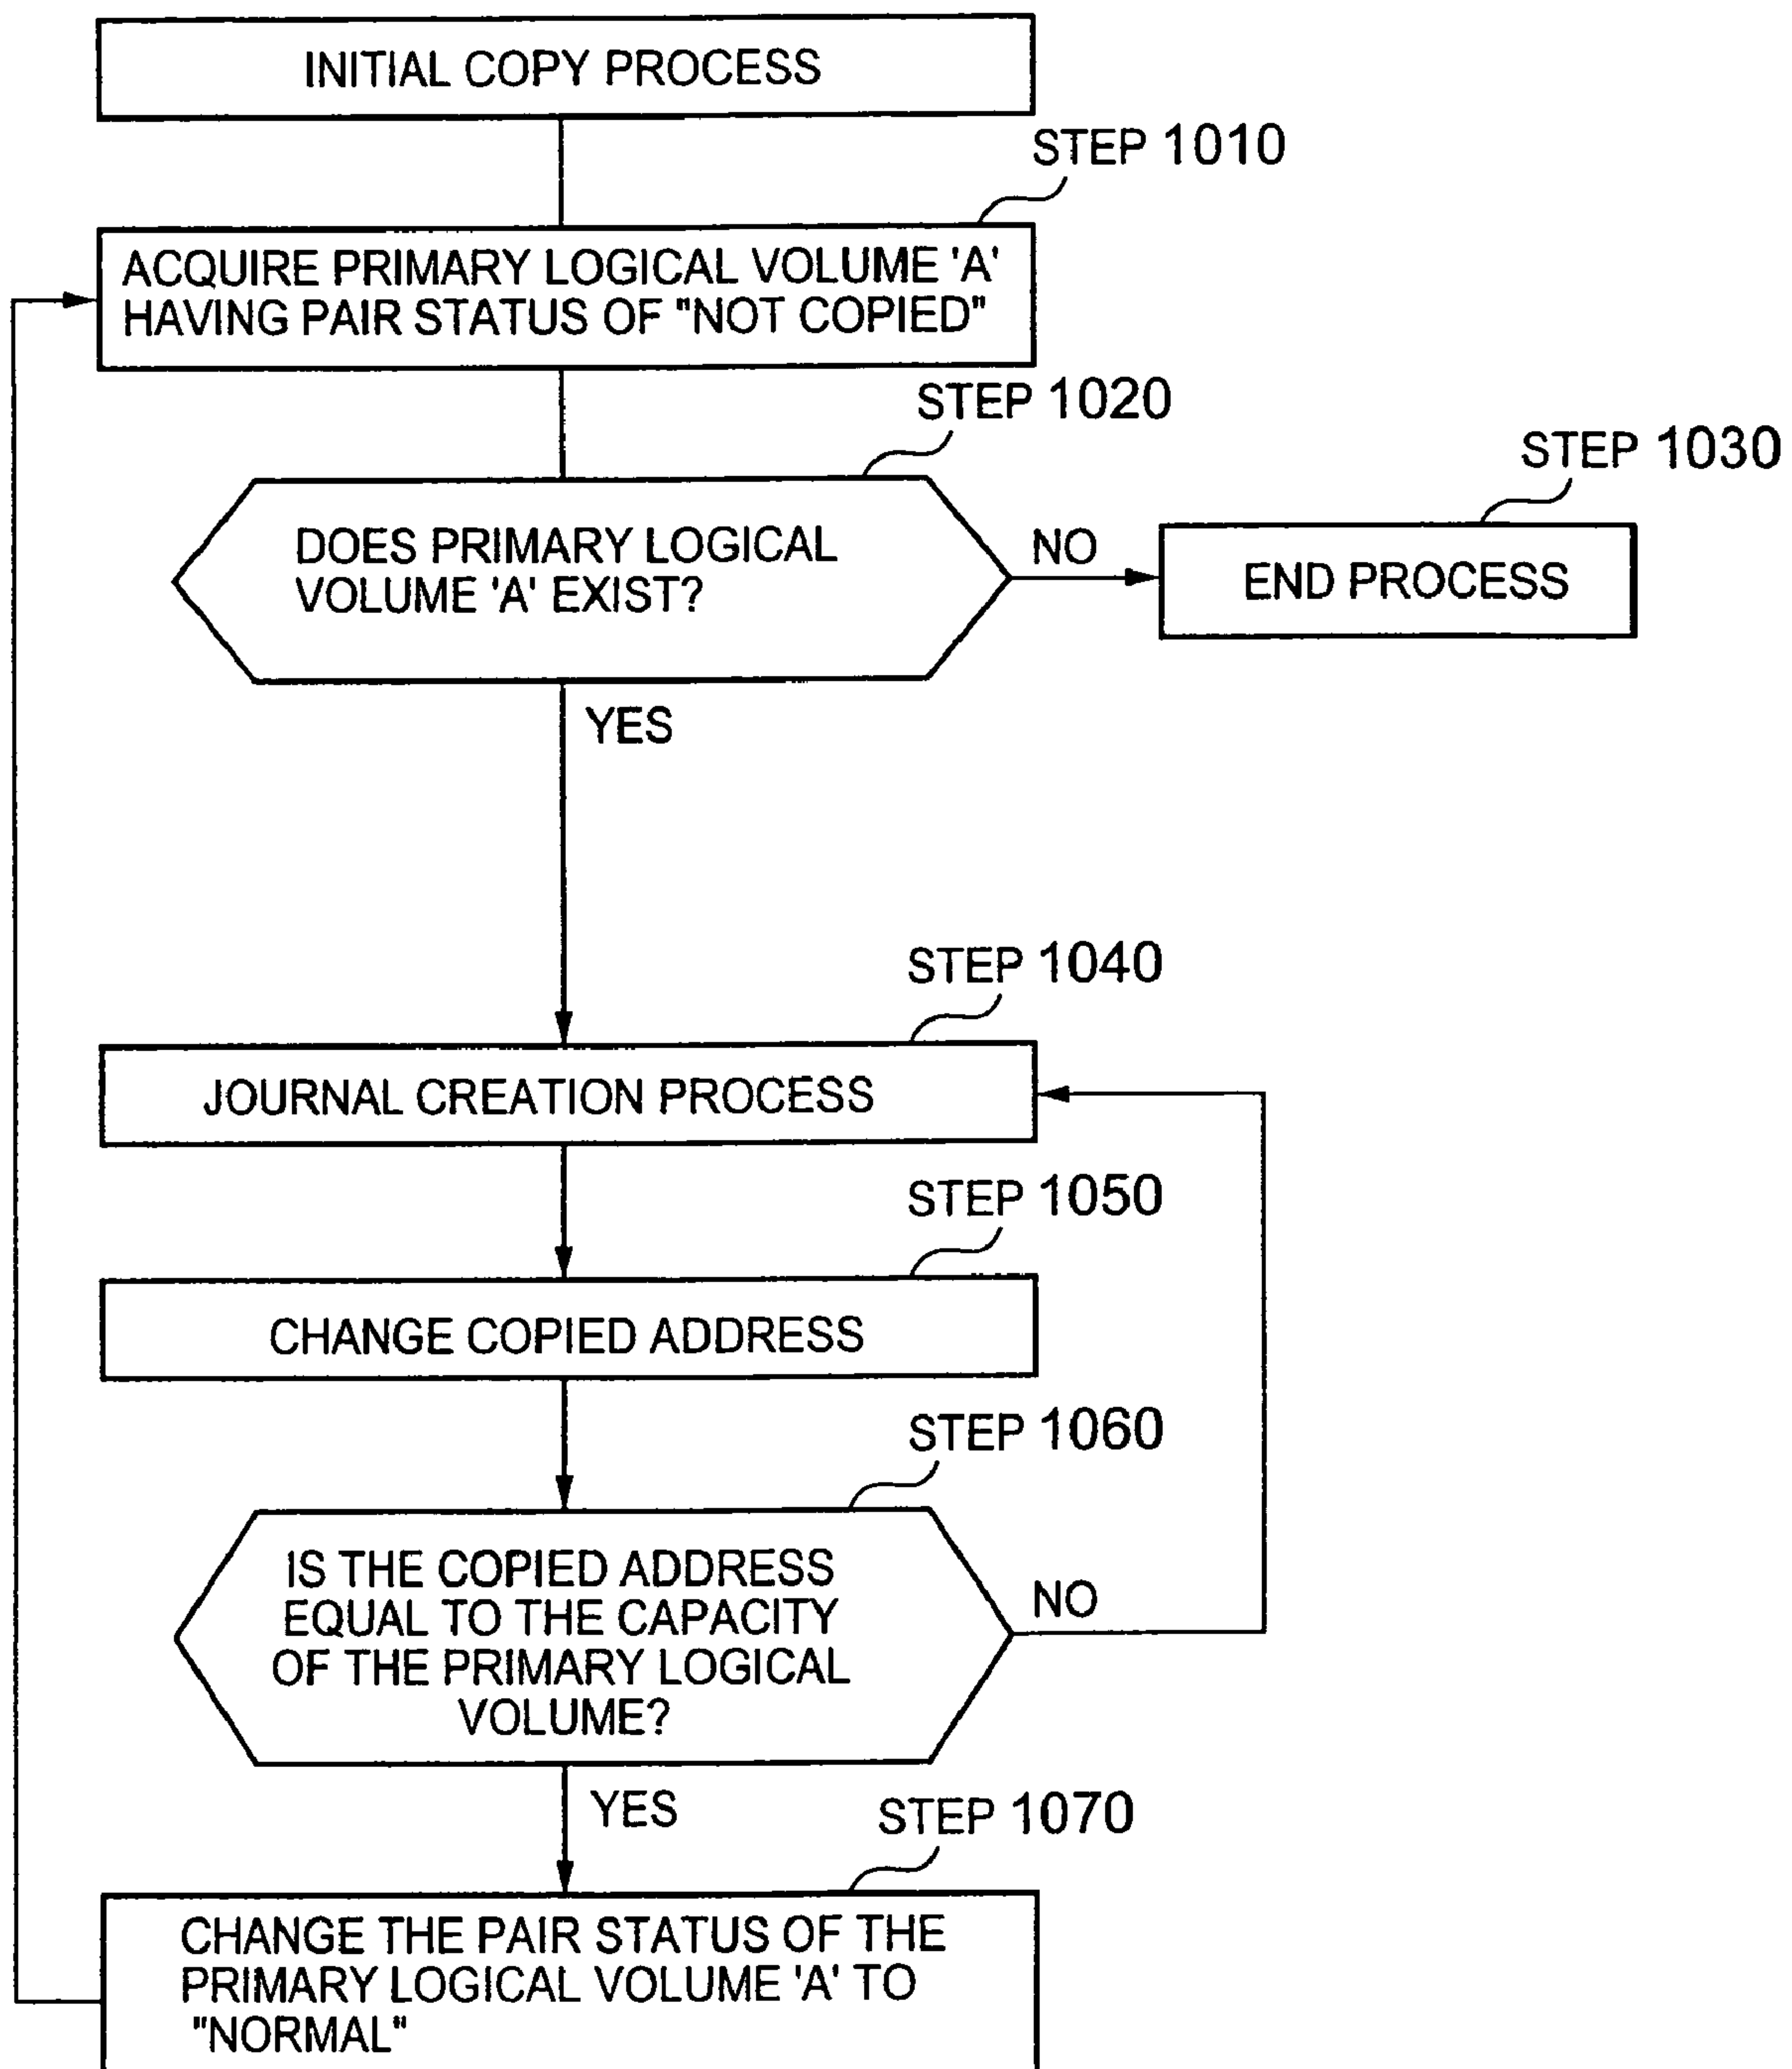 INITIAL COPY PROCESS
STEP 1010
ACQUIRE PRIMARY LOGICAL VOLUME 'A'
HAVING PAIR STATUS OF "NOT COPIED"
STEP 1020
STEP 1030
DOES PRIMARY LOGICAL
VOLUME 'A' EXIST?
NO
END PROCESS
YES
STEP 1040
JOURNAL CREATION PROCESS
STEP 1050
CHANGE COPIED ADDRESS
STEP 1060
IS THE COPIED ADDRESS
EQUAL TO THE CAPACITY
OF THE PRIMARY LOGICAL
VOLUME?
NO
YES
STEP 1070
CHANGE THE PAIR STATUS OF THE
PRIMARY LOGICAL VOLUME 'A' TO
"NORMAL"